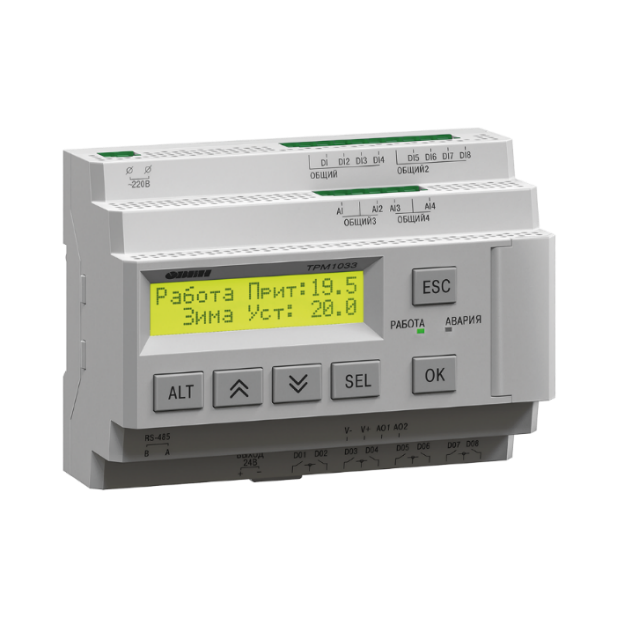 ~220В
DI DI2 DI3 DI4 DI5 DI6 DI7 DI8
ОБЩИЙ ОБЩИЙ2
AI AI2 AI3 AI4
ОБЩИЙ3 ОБЩИЙ4
ОВЕН ТРМ1033
Работа Прит:19.5
Зима Уст: 20.0
ESC
РАБОТА АВАРИЯ
ALT SEL OK
RS-485
B A
V- V+ AO1 AO2
ВЫХОД
24В
DO1 DO2 DO3 DO4 DO5 DO6 DO7 DO8